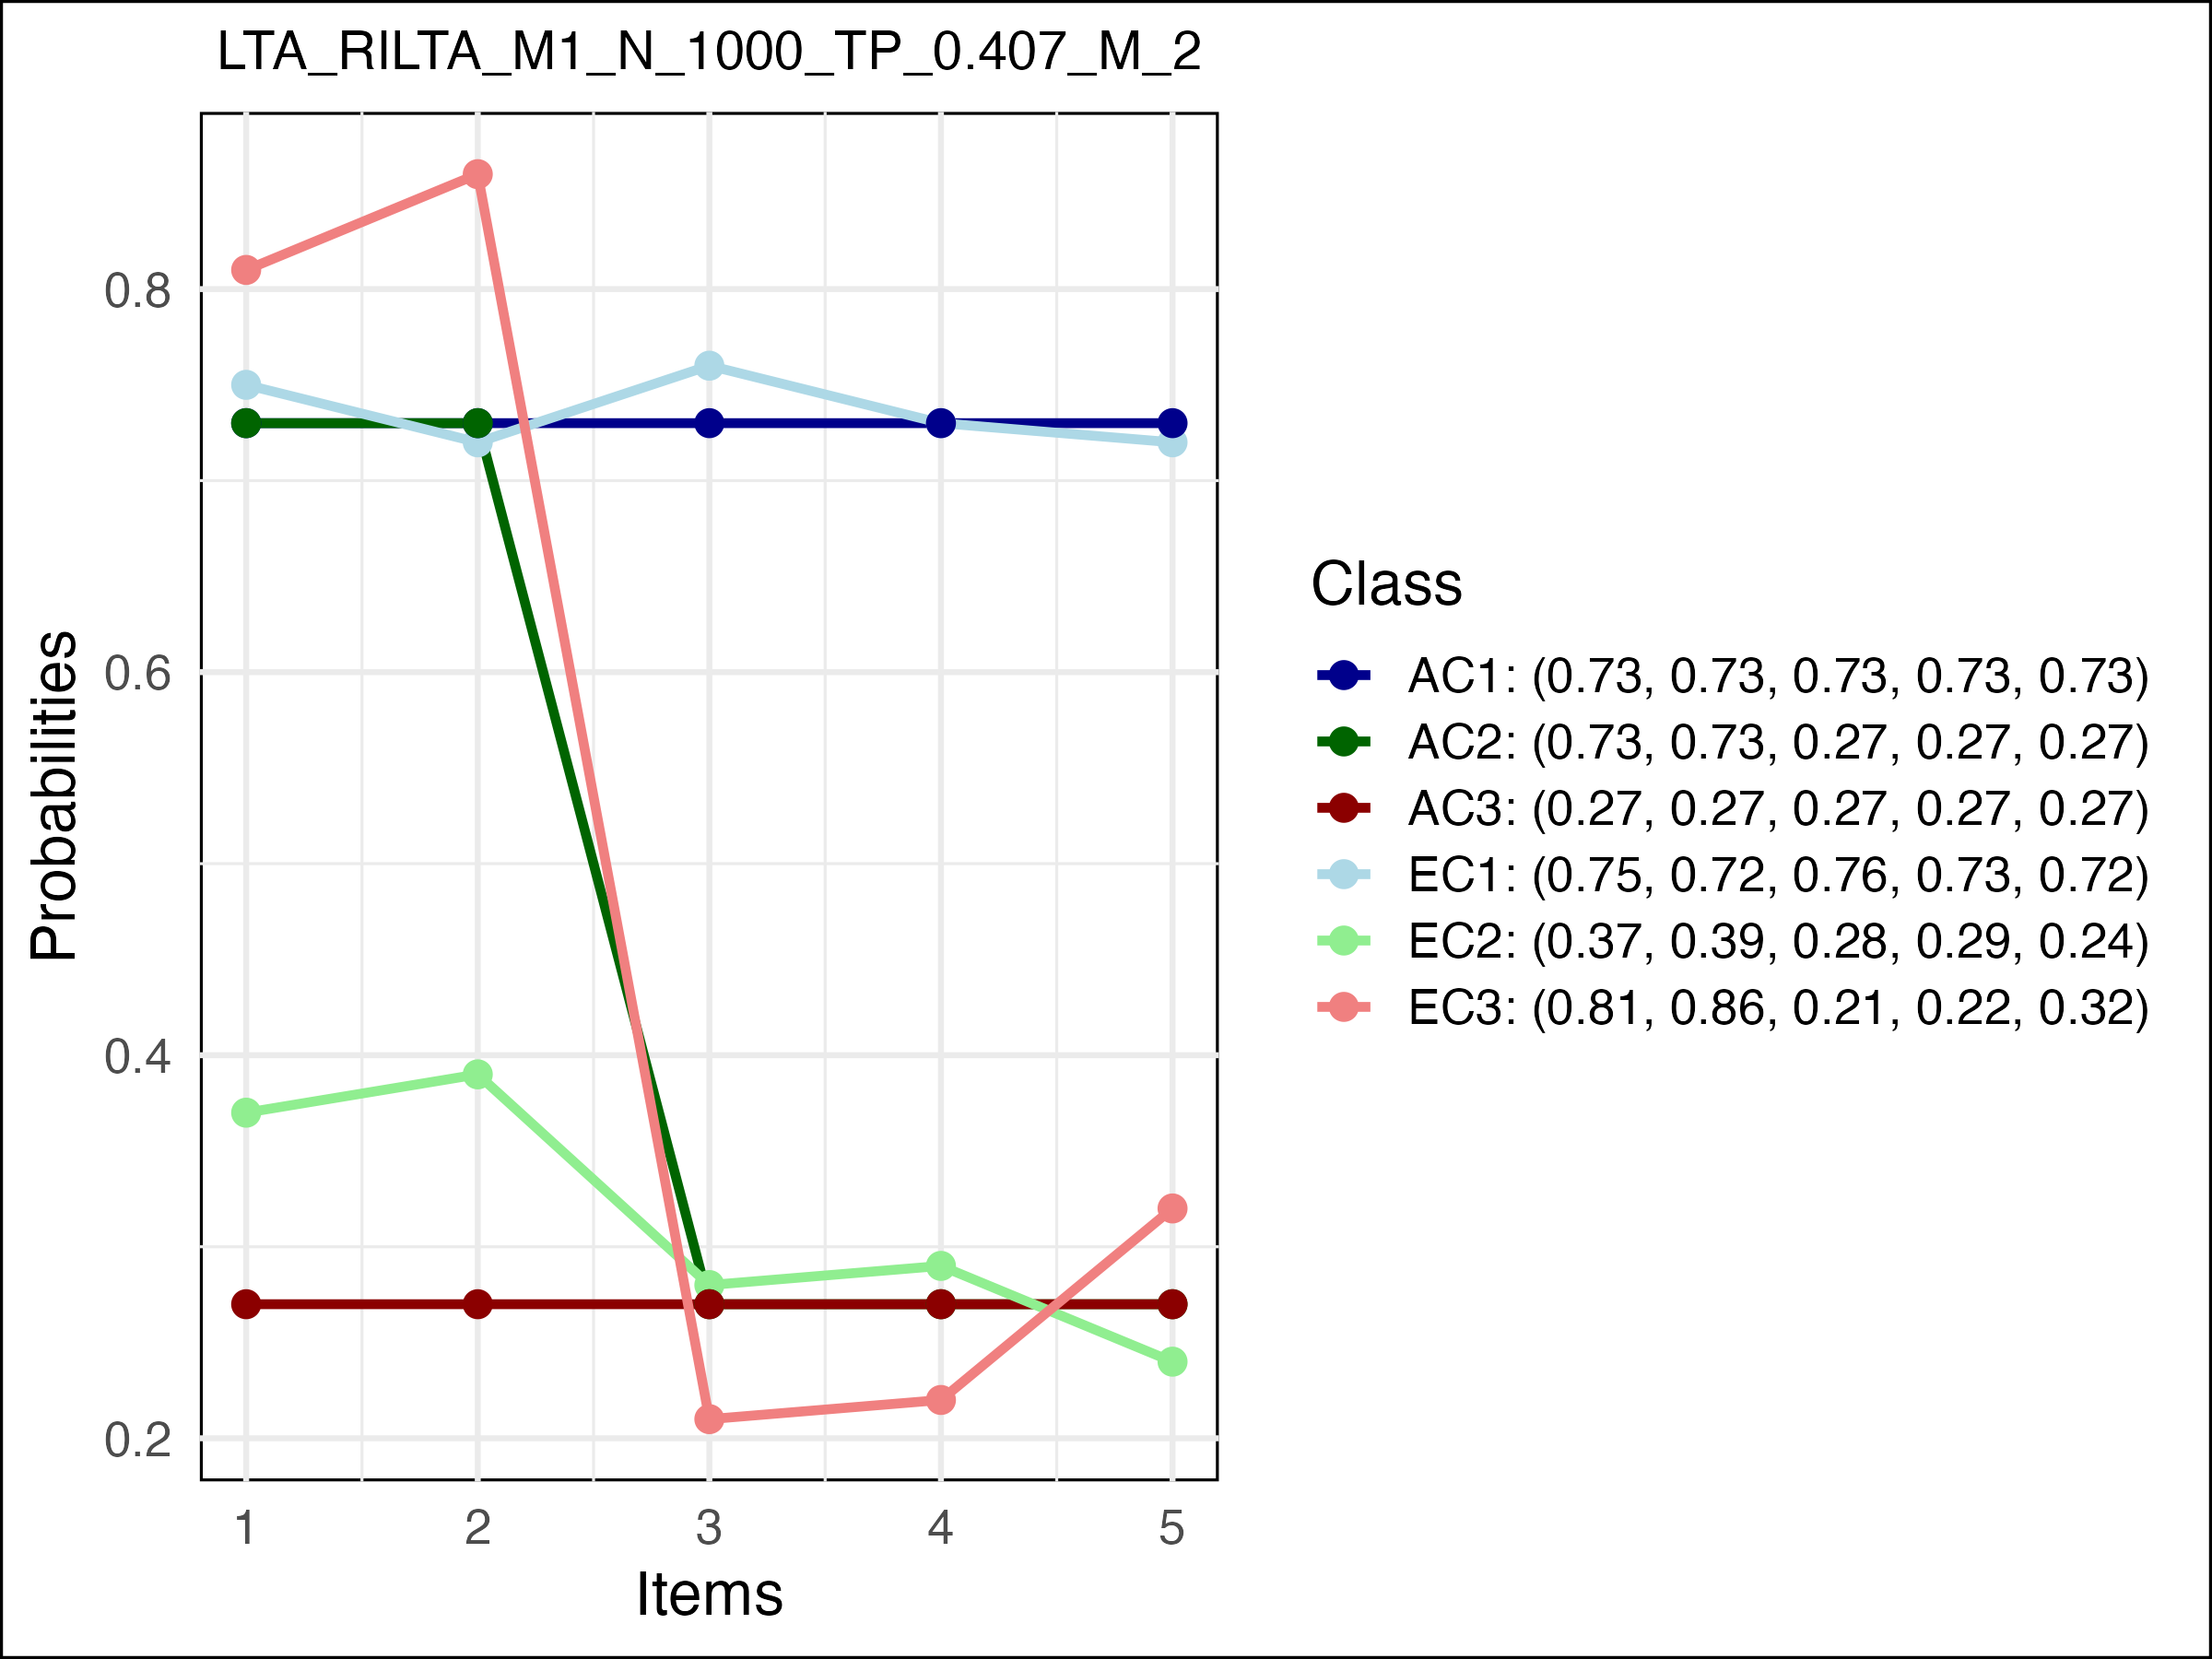 LTA_RILTA_M1_N_1000_TP_0.407_M_2
Probabilities
0.8
0.6
0.4
0.2
1 2 3 4 5
Items
Class
AC1: (0.73, 0.73, 0.73, 0.73, 0.73)
AC2: (0.73, 0.73, 0.27, 0.27, 0.27)
AC3: (0.27, 0.27, 0.27, 0.27, 0.27)
EC1: (0.75, 0.72, 0.76, 0.73, 0.72)
EC2: (0.37, 0.39, 0.28, 0.29, 0.24)
EC3: (0.81, 0.86, 0.21, 0.22, 0.32)